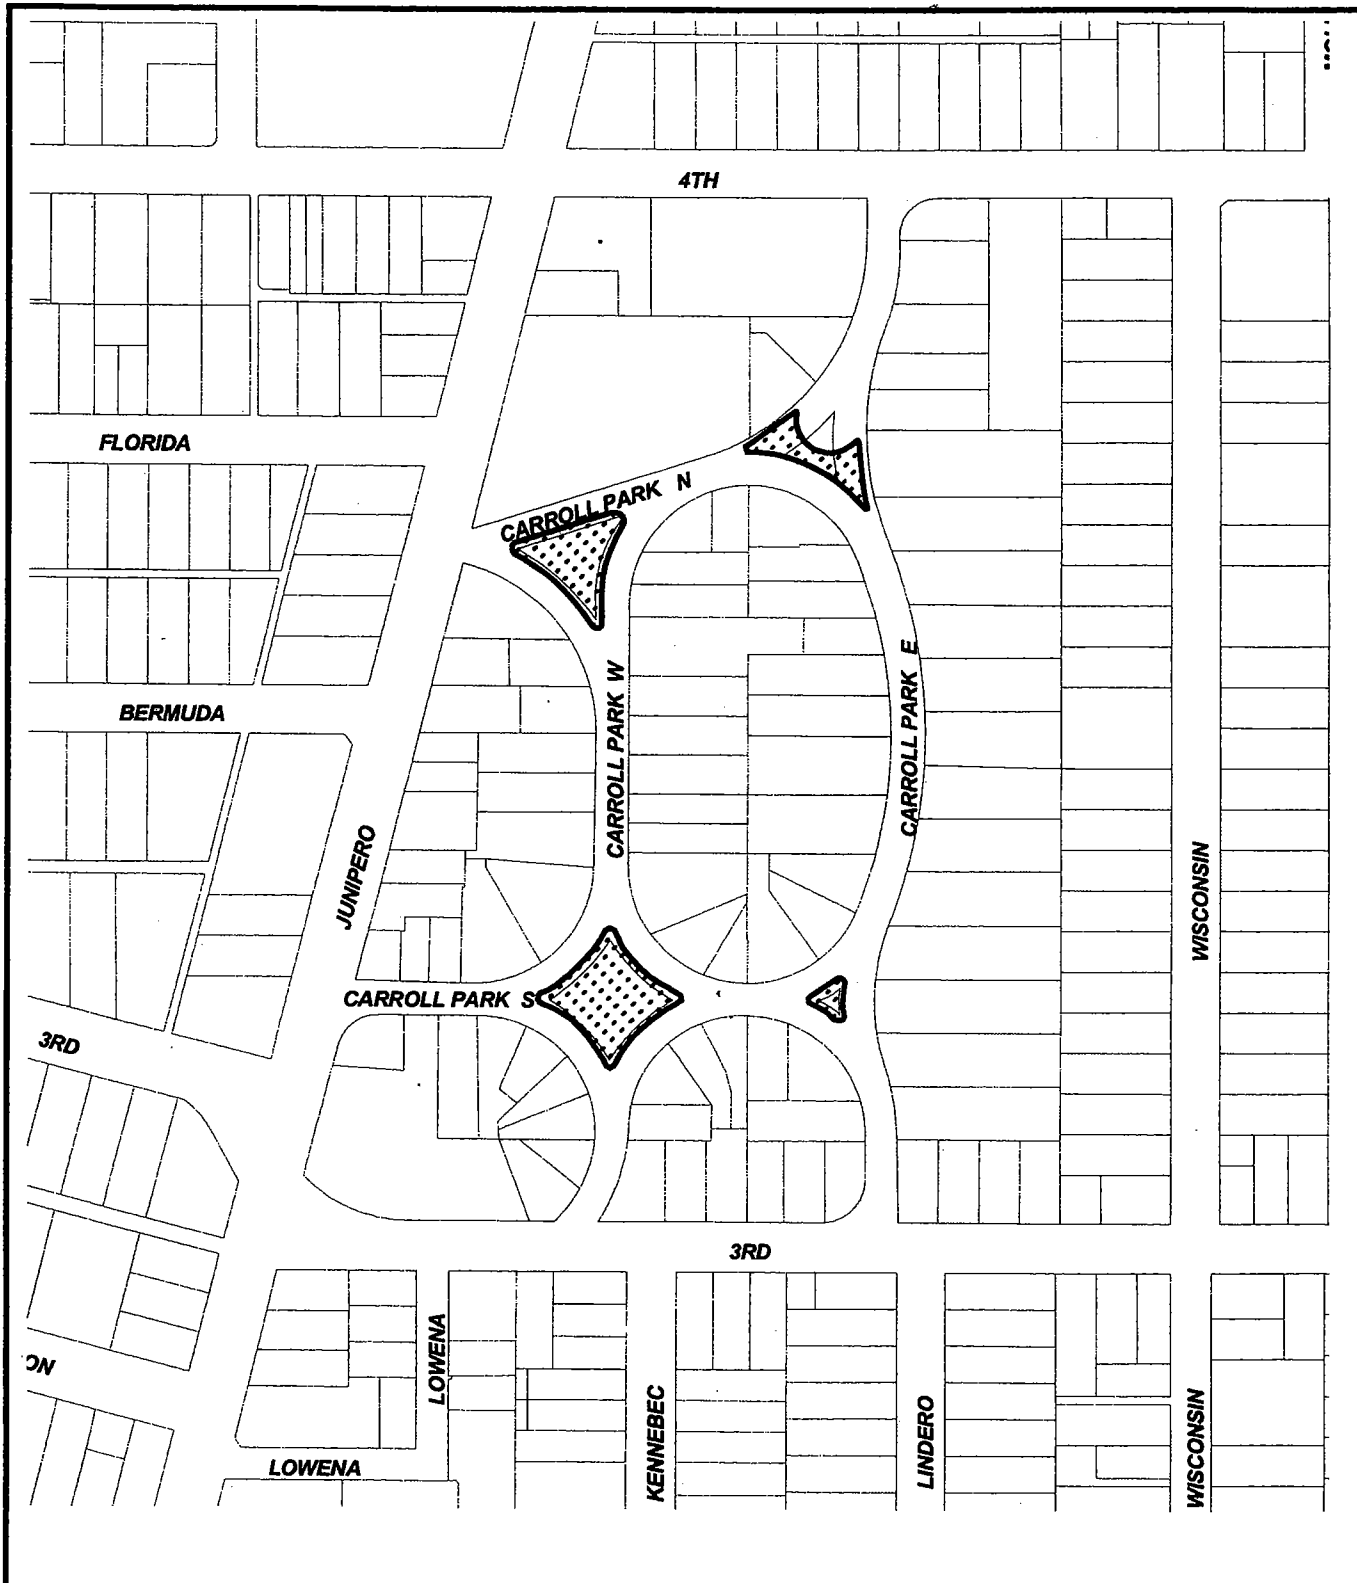 4TH
FLORIDA
CARROLL PARK N
CARROLL PARK E
CARROLL PARK W
BERMUDA
JUNIPERO
WISCONSIN
CARROLL PARK S
3RD
3RD
LOWENA
KENNEBEC
LINDERO
WISCONSIN
LOWENA